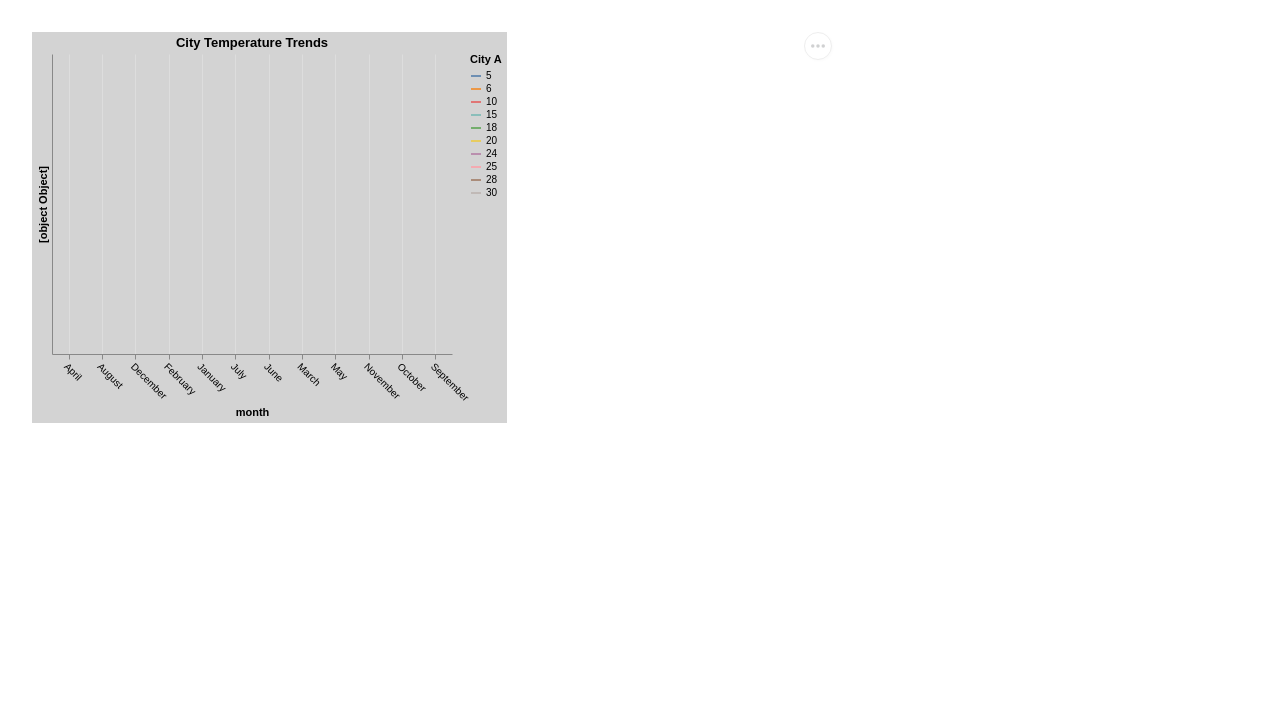 City Temperature Trends
City A
5
6
10
15
18
20
24
25
28
30
[object Object]
April
August
December
February
January
July
June
March
May
November
October
September
month